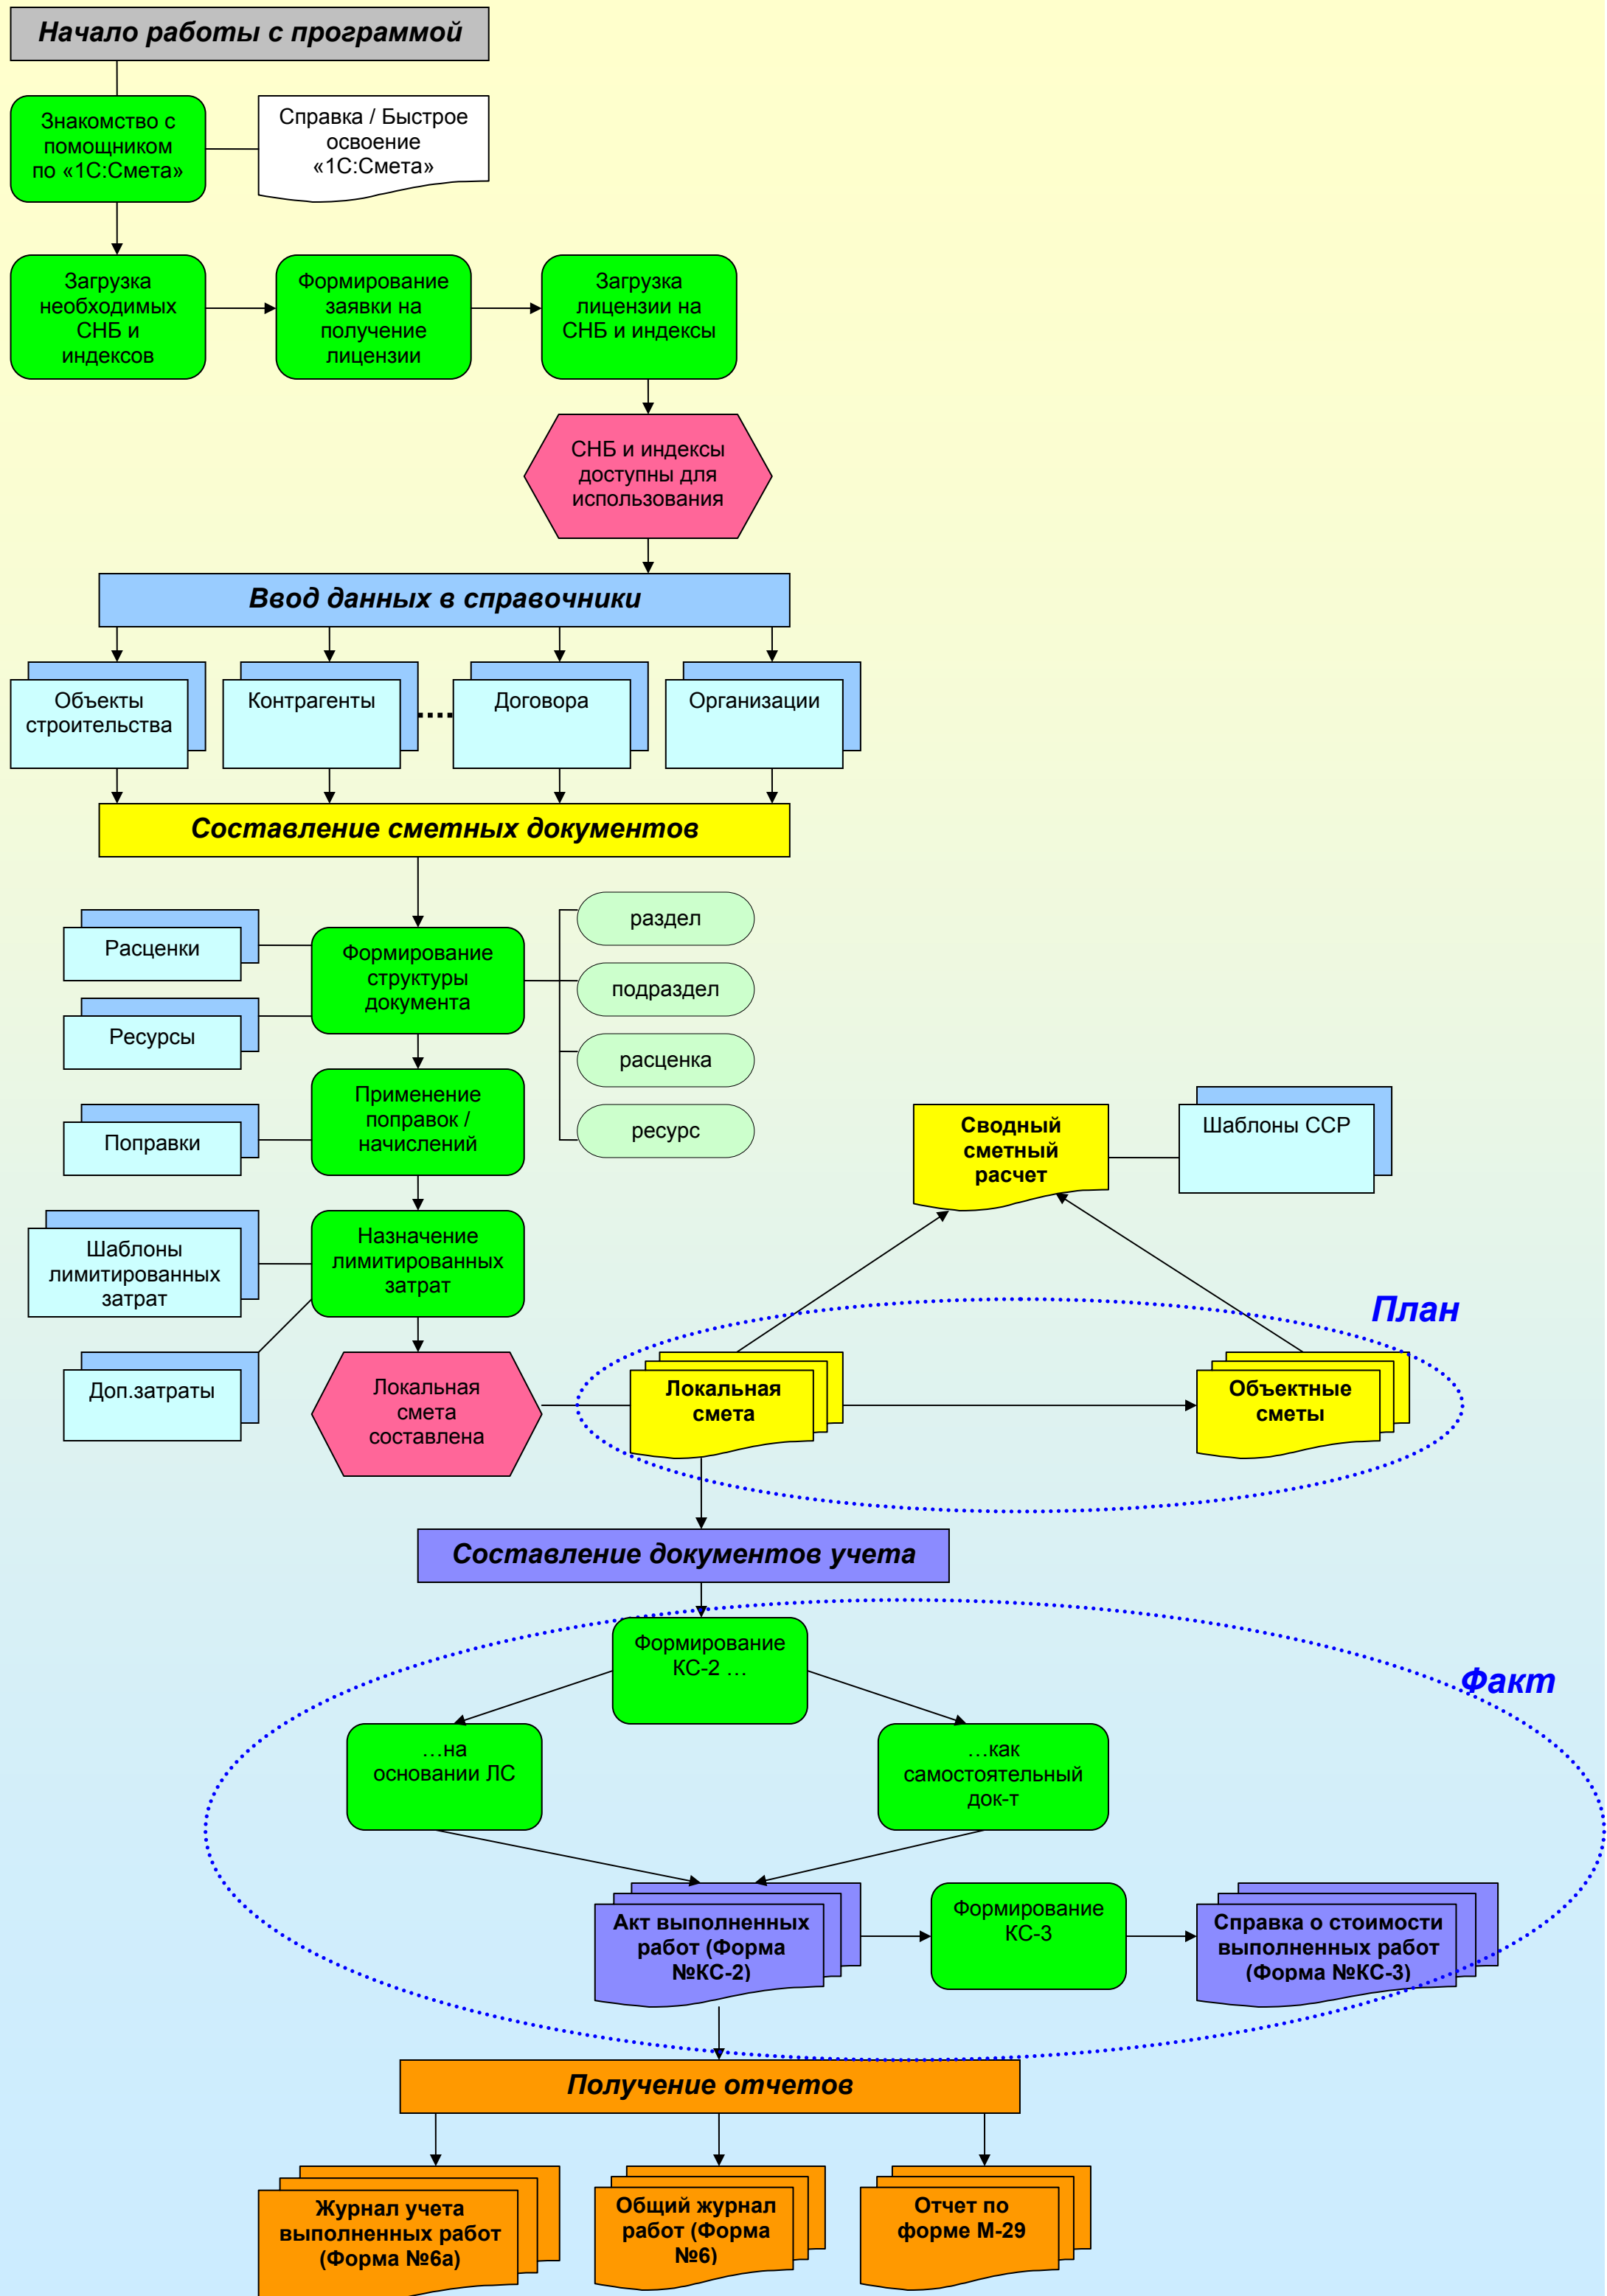 Начало работы с программой
Знакомство с
помощником
по «1С:Смета»
Справка / Быстрое
освоение
«1С:Смета»
Загрузка
необходимых
СНБ и
индексов
Формирование
заявки на
получение
лицензии
Загрузка
лицензии на
СНБ и индексы
СНБ и индексы
доступны для
использования
Ввод данных в справочники
Объекты
строительства
Контрагенты
Договора
Организации
Составление сметных документов
Расценки
Ресурсы
Формирование
структуры
документа
раздел
подраздел
расценка
ресурс
Поправки
Применение
поправок /
начислений
Сводный
сметный
расчет
Шаблоны ССР
Шаблоны
лимитированных
затрат
Назначение
лимитированных
затрат
План
Доп.затраты
Локальная
смета
составлена
Локальная
смета
Объектные
сметы
Составление документов учета
Формирование
КС-2 …
Факт
…на
основании ЛС
…как
самостоятельный
док-т
Акт выполненных
работ (Форма
№КС-2)
Формирование
КС-3
Справка о стоимости
выполненных работ
(Форма №КС-3)
Получение отчетов
Журнал учета
выполненных работ
(Форма №6а)
Общий журнал
работ (Форма
№6)
Отчет по
форме М-29